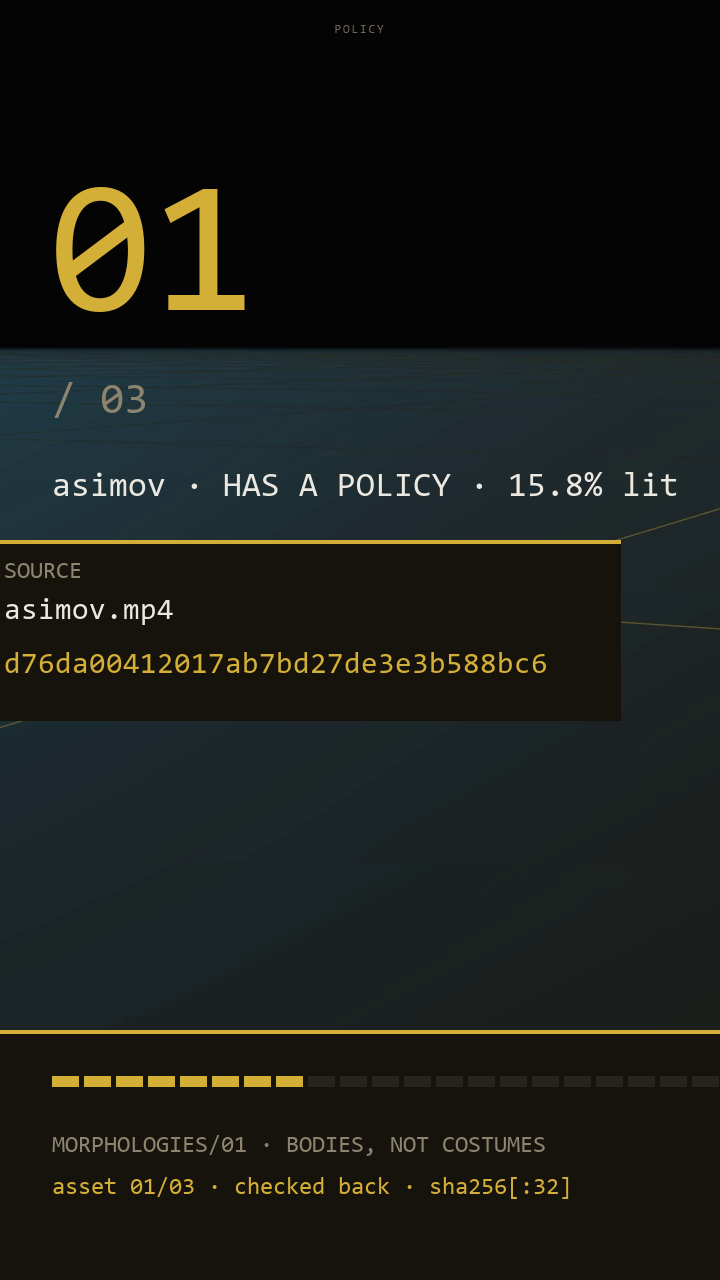 POLICY
01
/ 03
asimov · HAS A POLICY · 15.8% lit
SOURCE
asimov.mp4
d76da00412017ab7bd27de3e3b588bc6
MORPHOLOGIES/01 · BODIES, NOT COSTUMES
asset 01/03 · checked back · sha256[:32]